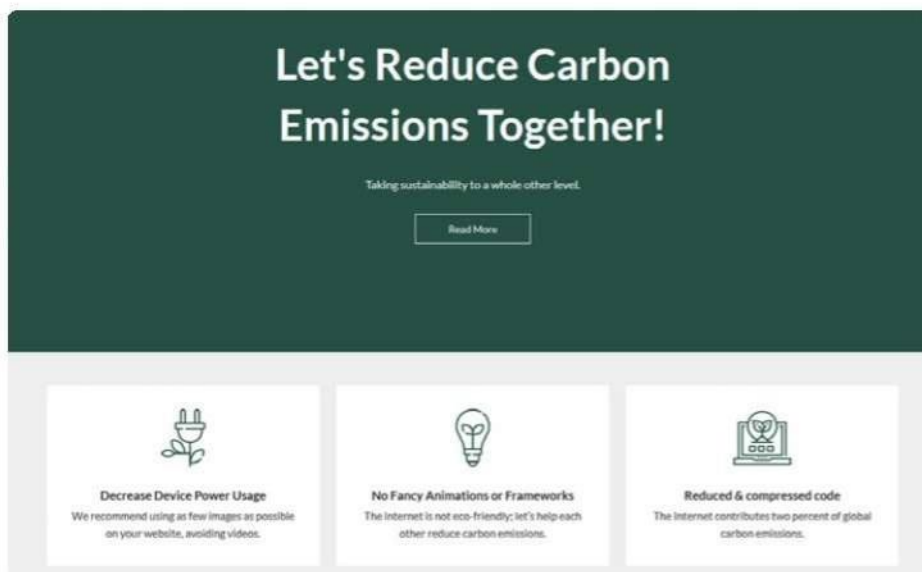 Let's Reduce Carbon
Emissions Together!
Taking sustainability to a whole other level.
Read More
Decrease Device Power Usage
We recommend using as few images as possible
on your website, avoiding videos.
No Fancy Animations or Frameworks
The Internet is not eco-friendly; let's help each
other reduce carbon emissions.
Reduced & compressed code
The Internet contributes two percent of global
carbon emissions.